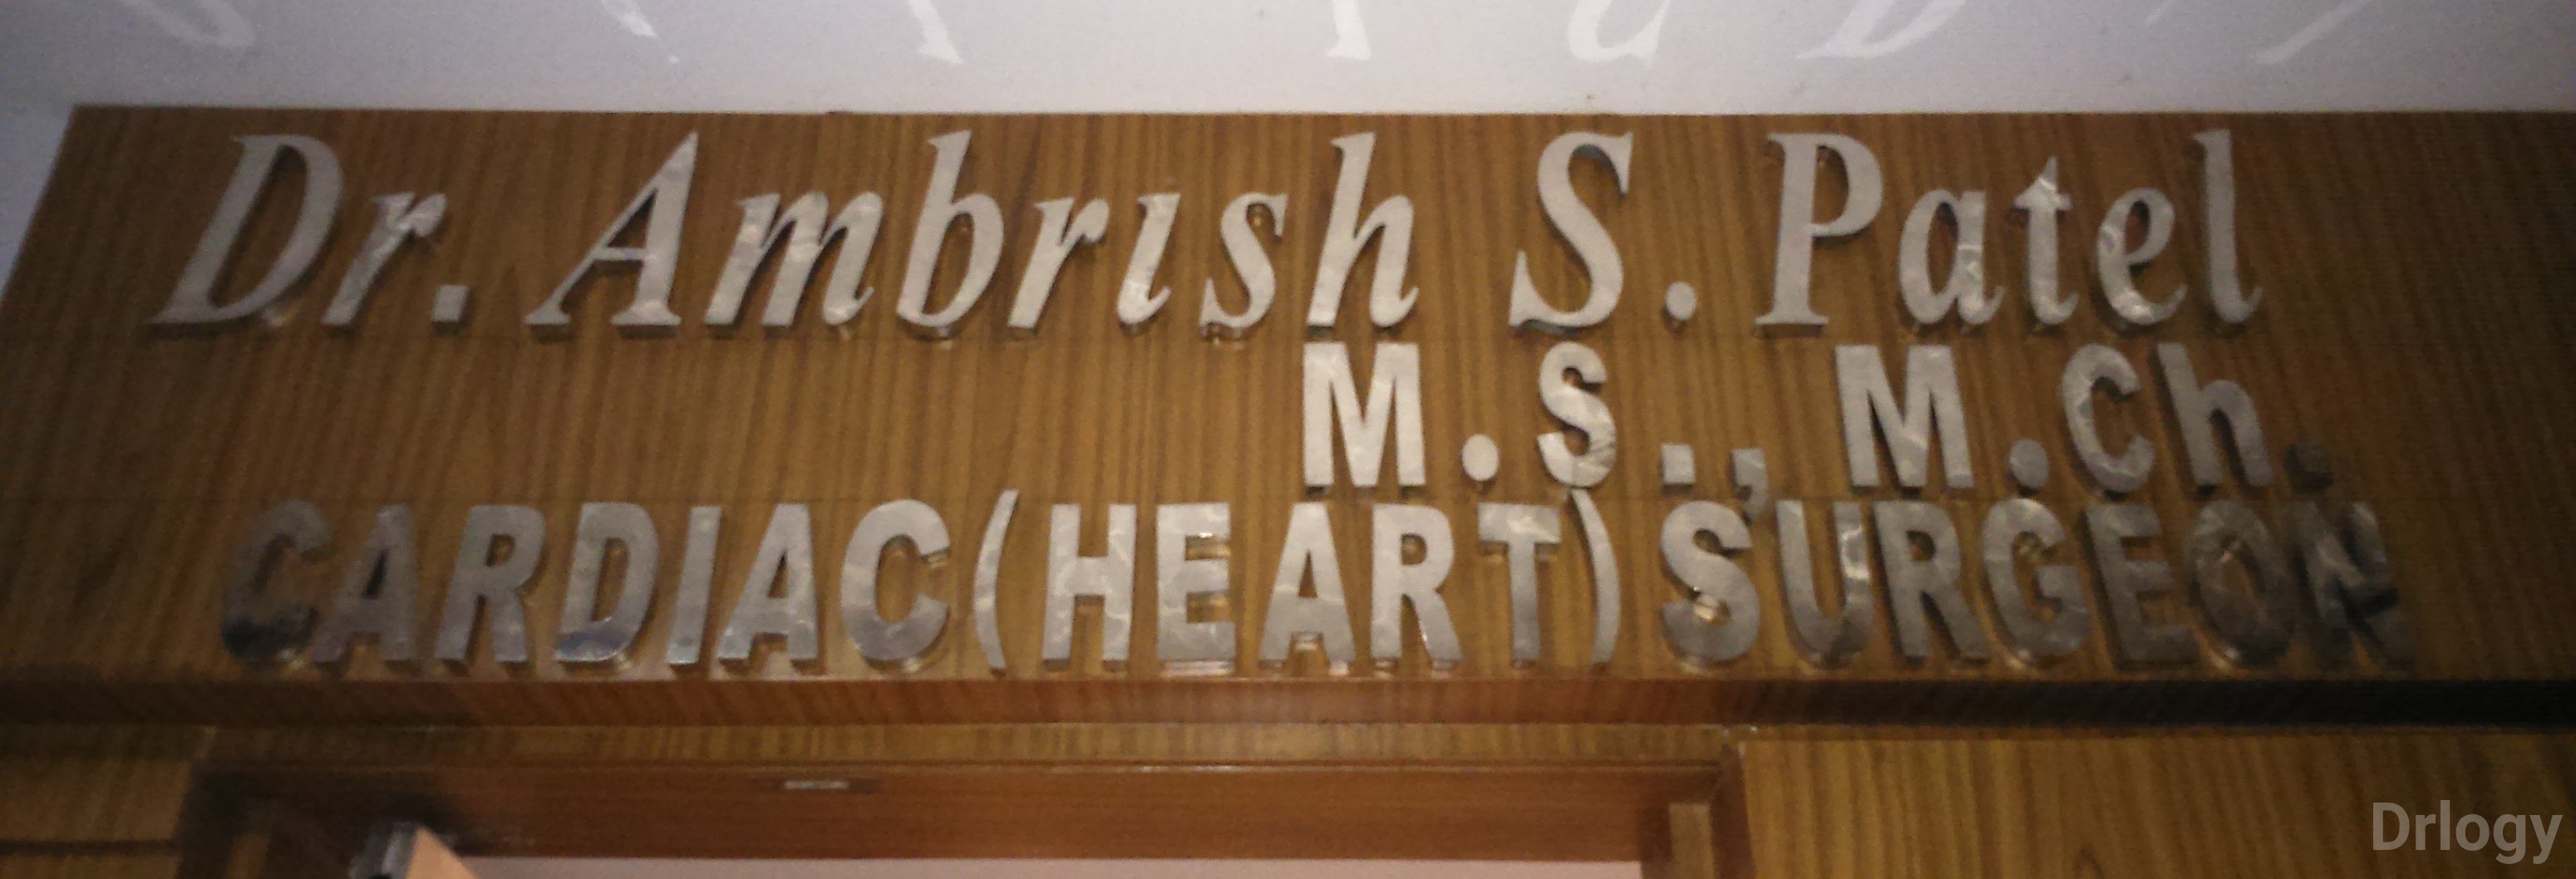 Dr. Ambrish S. Patel
M.S., M.Ch.
CARDIAC(HEART) SURGEON
Drlogy